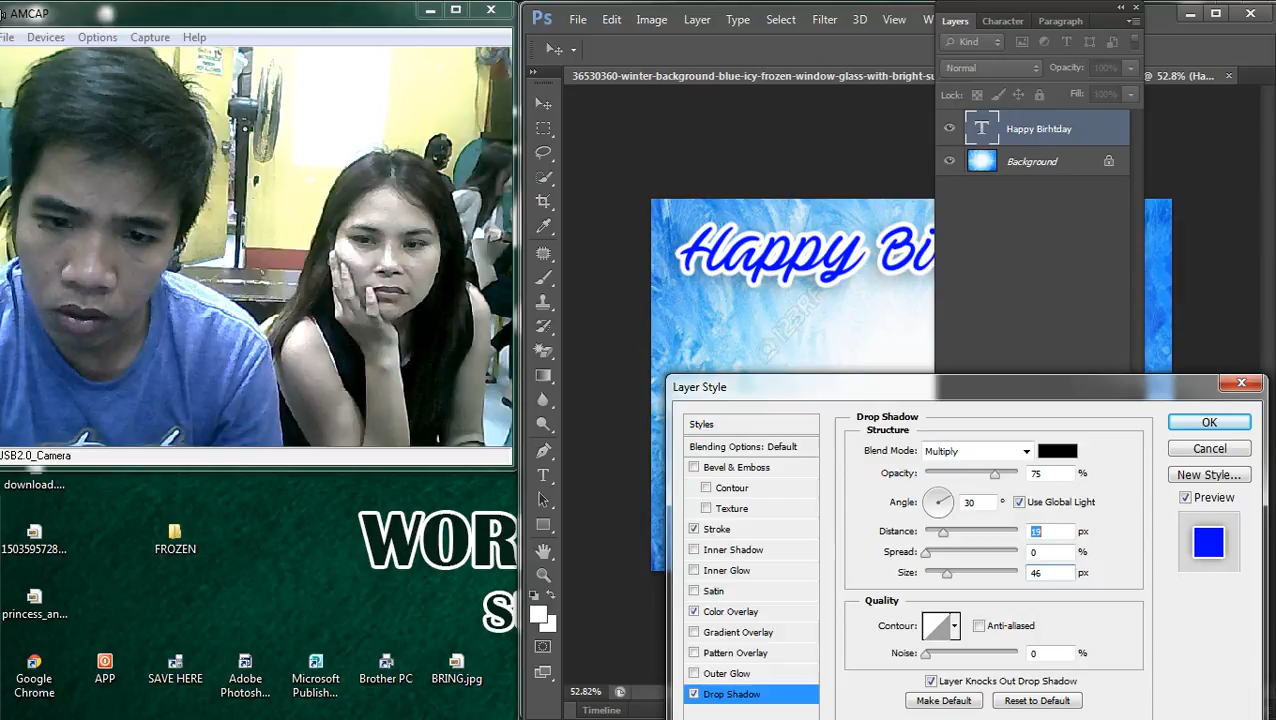 AMCAP
File Devices Options Capture Help
USB2.0_Camera
download....
1503595728...
FROZEN
princess_an...
WOR
S
Google Chrome
APP
SAVE HERE
Adobe Photosh...
Microsoft Publish...
Brother PC
BRING.jpg
Ps File Edit Image Layer Type Select Filter 3D View W
36530360-winter-background-blue-icy-frozen-window-glass-with-bright-su
@ 52.8% (Ha...
Layers Character Paragraph
Kind
Normal Opacity: 100%
Lock: Fill: 100%
T Happy Birhtday
Background
Happy Bi
52.82%
Timeline
Layer Style
Styles
Blending Options: Default
Bevel & Emboss
Contour
Texture
Stroke
Inner Shadow
Inner Glow
Satin
Color Overlay
Gradient Overlay
Pattern Overlay
Outer Glow
Drop Shadow
Drop Shadow
Structure
Blend Mode: Multiply
Opacity: 75 %
Angle: 30 ° Use Global Light
Distance: 19 px
Spread: 0 %
Size: 46 px
Quality
Contour: Anti-aliased
Noise: 0 %
Layer Knocks Out Drop Shadow
Make Default Reset to Default
OK
Cancel
New Style...
Preview